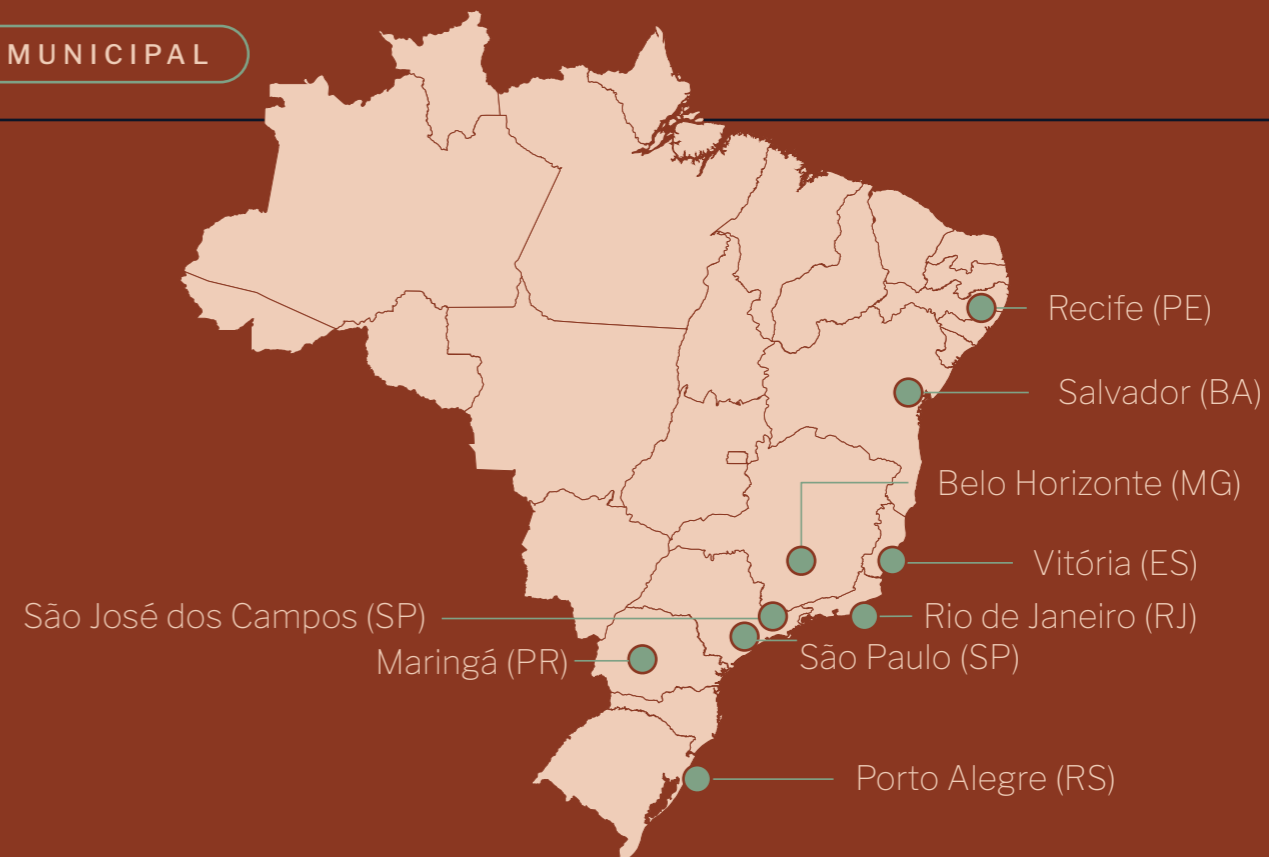 MUNICIPAL
Recife (PE)
Salvador (BA)
Belo Horizonte (MG)
Vitória (ES)
São José dos Campos (SP)
Rio de Janeiro (RJ)
Maringá (PR)
São Paulo (SP)
Porto Alegre (RS)